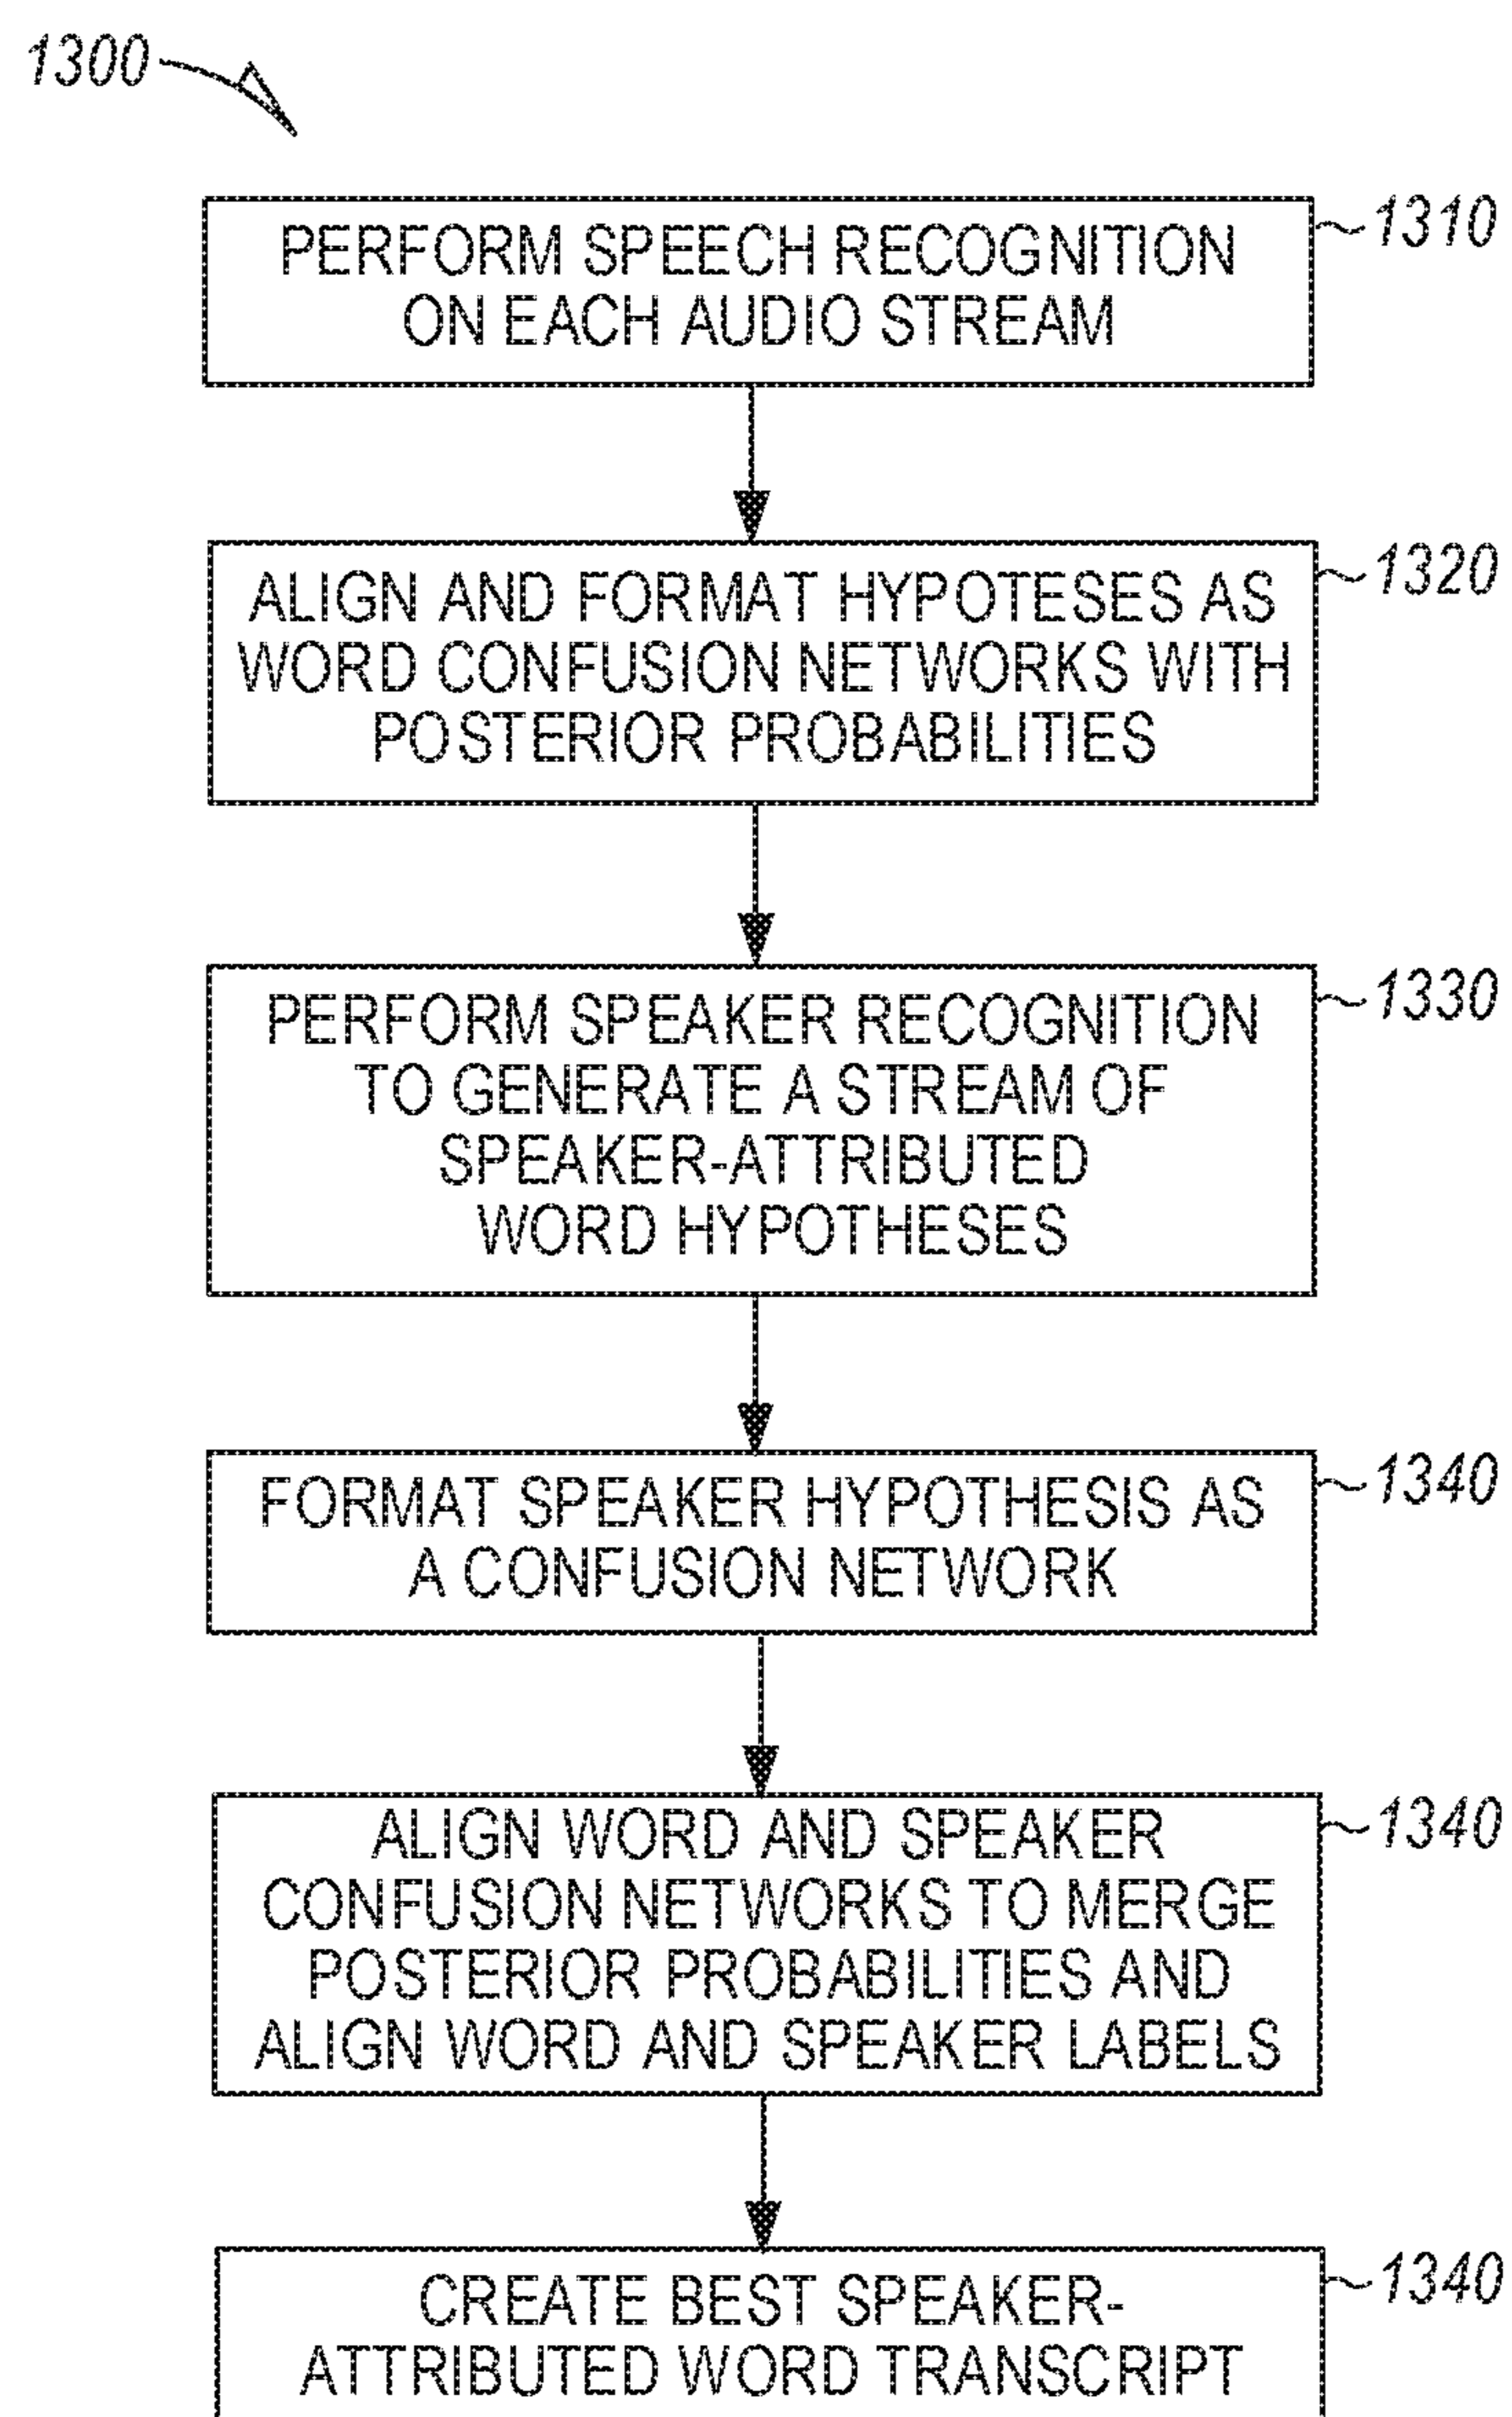 1300
PERFORM SPEECH RECOGNITION
ON EACH AUDIO STREAM
1310
ALIGN AND FORMAT HYPOTESES AS
WORD CONFUSION NETWORKS WITH
POSTERIOR PROBABILITIES
1320
PERFORM SPEAKER RECOGNITION
TO GENERATE A STREAM OF
SPEAKER-ATTRIBUTED
WORD HYPOTHESES
1330
FORMAT SPEAKER HYPOTHESIS AS
A CONFUSION NETWORK
1340
ALIGN WORD AND SPEAKER
CONFUSION NETWORKS TO MERGE
POSTERIOR PROBABILITIES AND
ALIGN WORD AND SPEAKER LABELS
1340
CREATE BEST SPEAKER-
ATTRIBUTED WORD TRANSCRIPT
1340